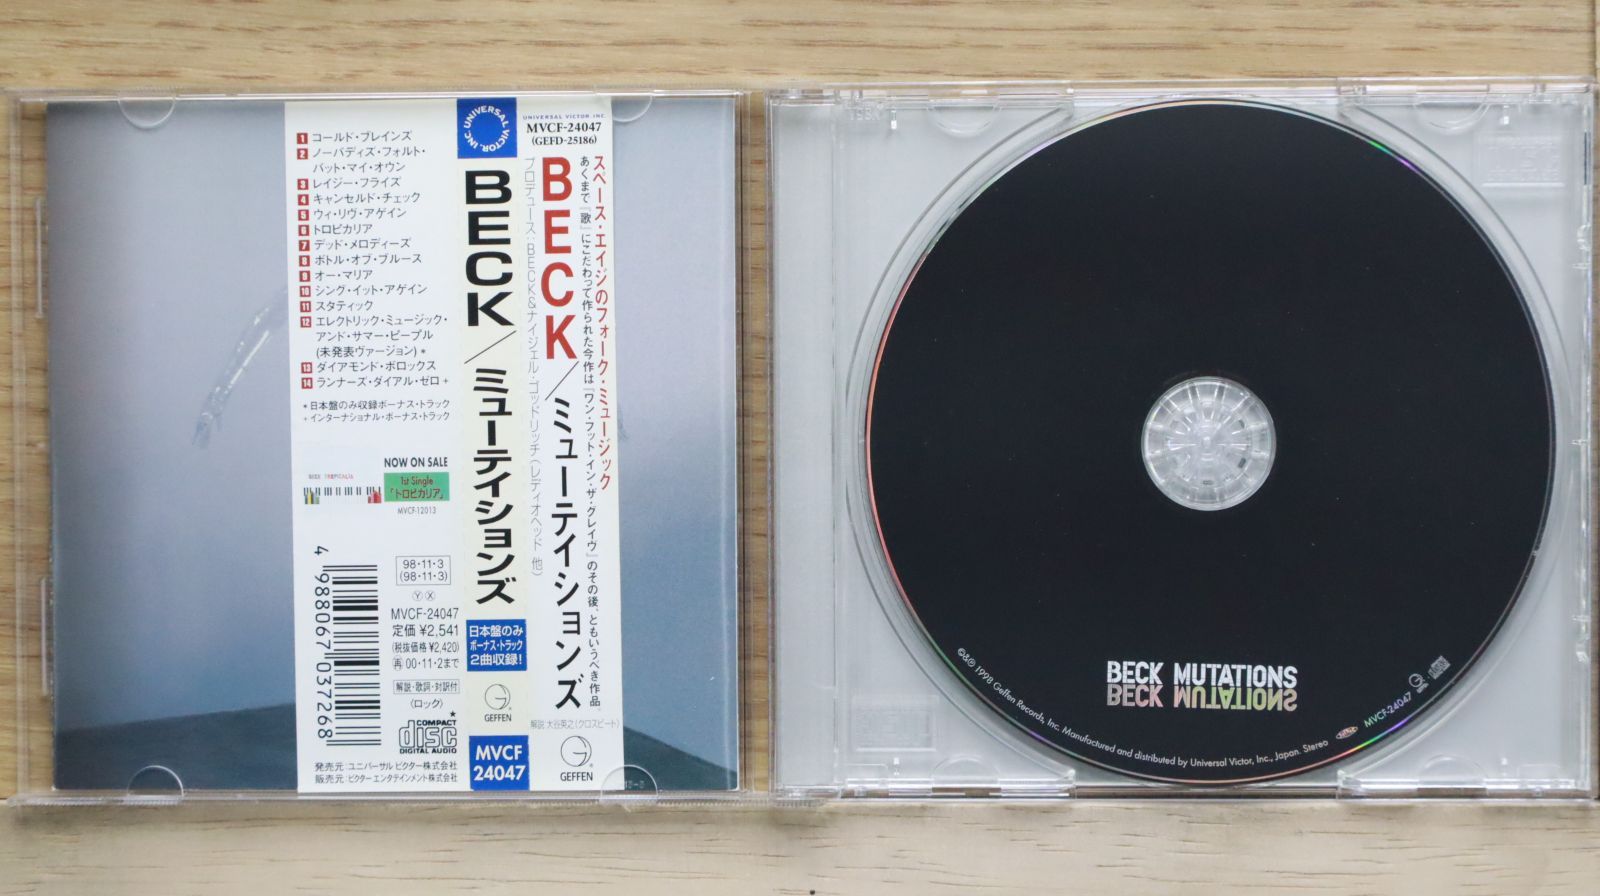 1 コールド・ブレインズ
2 ノーバディズ・フォルト・
バット・マイ・オウン
3 レイジー・フライズ
4 キャンセルド・チェック
5 ウィ・リヴ・アゲイン
6 トロピカリア
7 デッド・メロディーズ
8 ボトル・オブ・ブルース
9 オー・マリア
10 シング・イット・アゲイン
11 スタティック
12 エレクトリック・ミュージック・
アンド・サマー・ピープル
(未発表ヴァージョン)*
13 ダイアモンド・ボロックス
14 ランナーズ・ダイアル・ゼロ+
*日本盤のみ収録ボーナス・トラック
+インターナショナル・ボーナス・トラック
NOW ON SALE
BECK TROPICALIA
1st Single
「トロピカリア」
MVCF-12013
4 988067 037268
98・11・3
(98・11・3)
Ⓨ Ⓧ
MVCF-24047
定価 ¥2,541
(税抜価格 ¥2,420)
再 00・11・2まで
解説・歌詞・対訳付
〈ロック〉
COMPACT
disc
DIGITAL AUDIO
発売元：ユニバーサル ビクター株式会社
販売元：ビクター エンタテインメント株式会社
UNIVERSAL VICTOR, INC.
BECK/ミューテイションズ
日本盤のみ
ボーナス・トラック
2曲収録!
GEFFEN
MVCF
24047
UNIVERSAL VICTOR, INC.
MVCF-24047
(GEFD-25186)
スペース・エイジのフォーク・ミュージック
あくまで『歌』にこだわって作られた今作は『ワン・フット・イン・ザ・グレイヴ』のその後、ともいうべき作品。
BECK/ミューテイションズ
プロデュース：BECK&ナイジェル・ゴッドリッチ(レディオヘッド 他)
解説 大谷英之(クロスビート)
GEFFEN
BECK MUTATIONS
BECK MUTATIONS
©&℗ 1998 Geffen Records, Inc. Manufactured and distributed by Universal Victor, Inc., Japan. Stereo
MVCF-24047